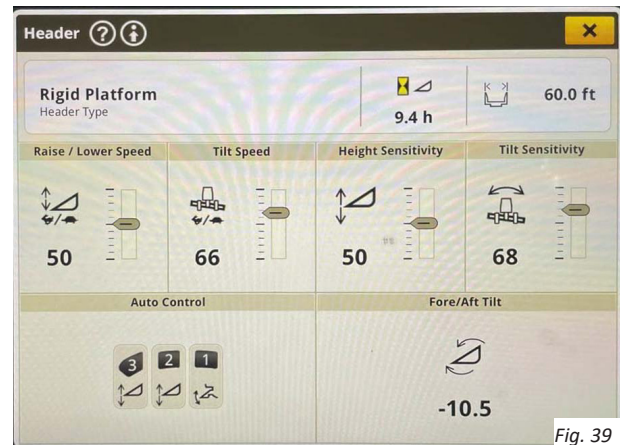 Header
Rigid Platform
Header Type
9.4 h
60.0 ft
Raise / Lower Speed
Tilt Speed
Height Sensitivity
Tilt Sensitivity
50
66
50
68
Auto Control
Fore/Aft Tilt
3
2
1
-10.5
Fig. 39